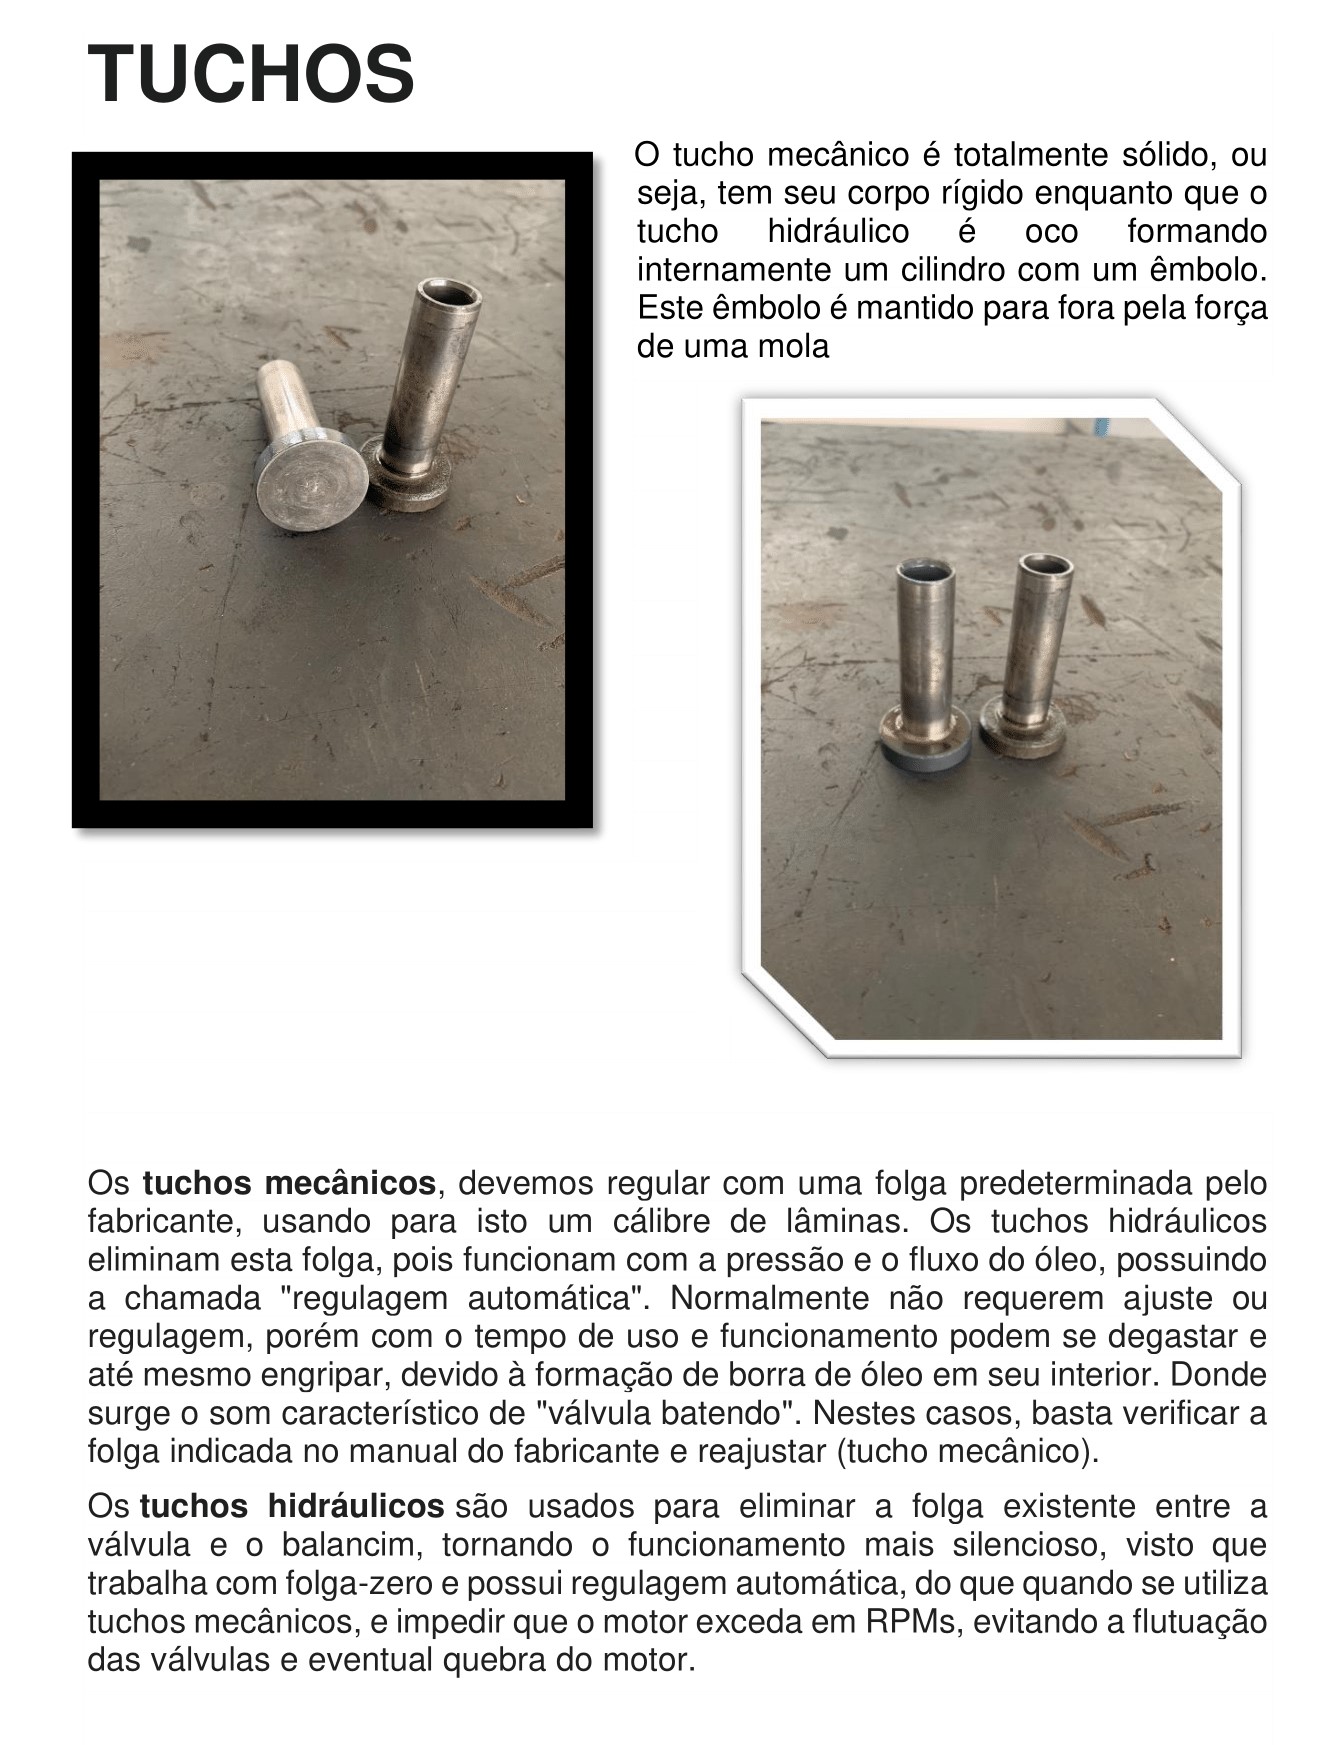 TUCHOS
O tucho mecânico é totalmente sólido, ou
seja, tem seu corpo rígido enquanto que o
tucho hidráulico é oco formando
internamente um cilindro com um êmbolo.
Este êmbolo é mantido para fora pela força
de uma mola
Os tuchos mecânicos, devemos regular com uma folga predeterminada pelo
fabricante, usando para isto um cálibre de lâminas. Os tuchos hidráulicos
eliminam esta folga, pois funcionam com a pressão e o fluxo do óleo, possuindo
a chamada "regulagem automática". Normalmente não requerem ajuste ou
regulagem, porém com o tempo de uso e funcionamento podem se degastar e
até mesmo engripar, devido à formação de borra de óleo em seu interior. Donde
surge o som característico de "válvula batendo". Nestes casos, basta verificar a
folga indicada no manual do fabricante e reajustar (tucho mecânico).
Os tuchos hidráulicos são usados para eliminar a folga existente entre a
válvula e o balancim, tornando o funcionamento mais silencioso, visto que
trabalha com folga-zero e possui regulagem automática, do que quando se utiliza
tuchos mecânicos, e impedir que o motor exceda em RPMs, evitando a flutuação
das válvulas e eventual quebra do motor.